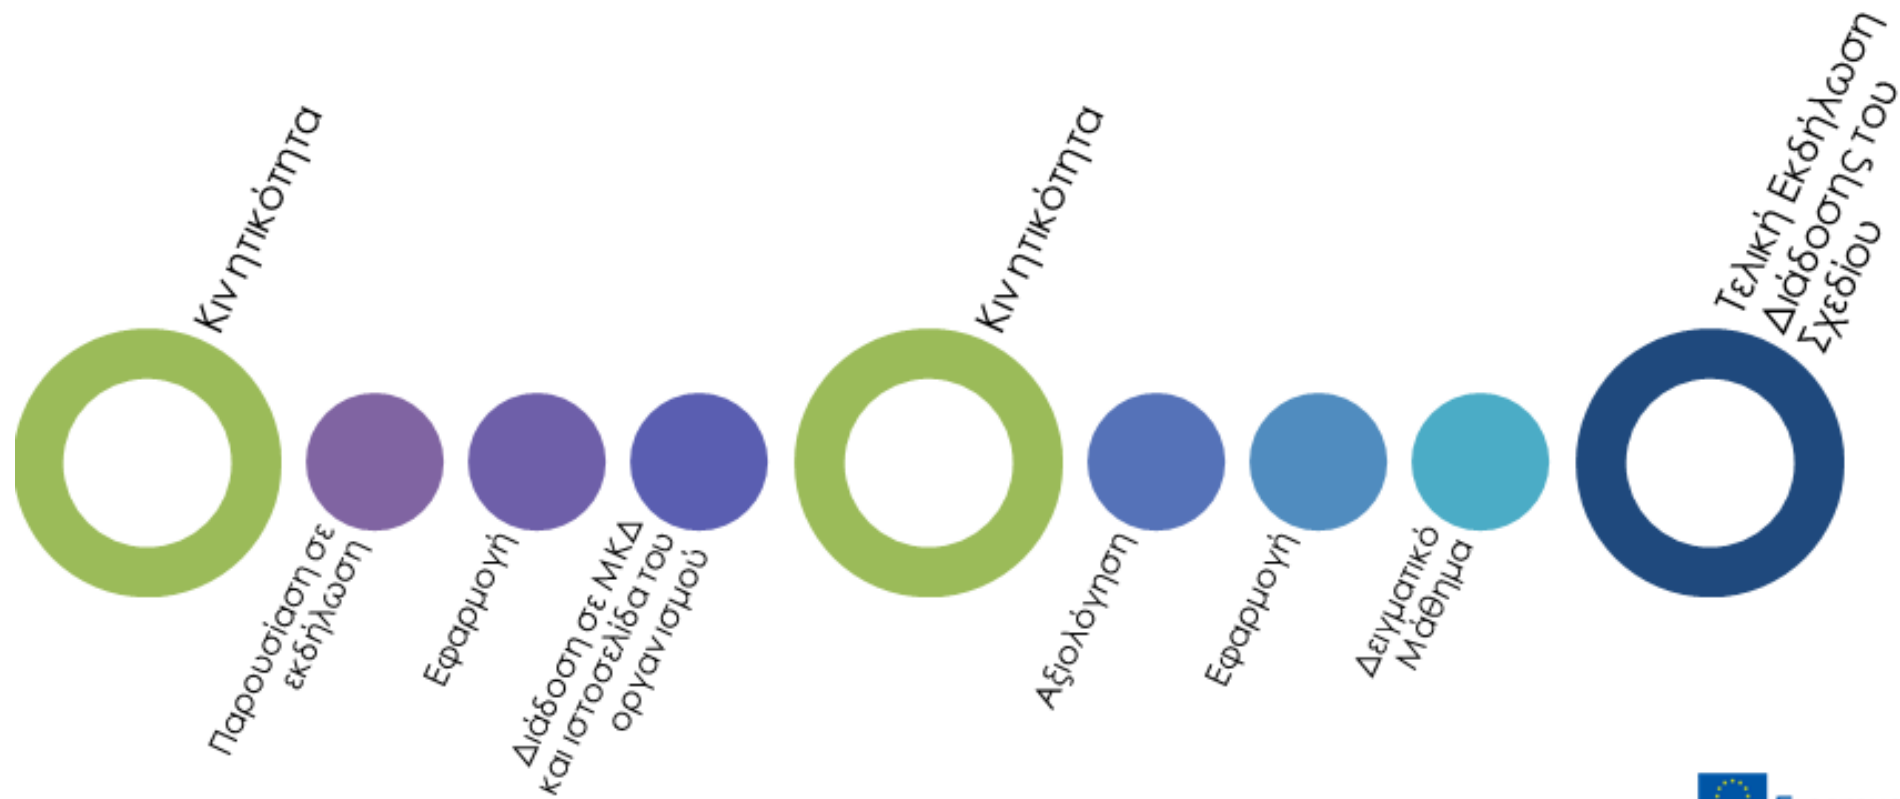 Κινητικότητα
Παρουσίαση σε
εκδήλωση
Εφαρμογή
Διάδοση σε ΜΚΔ
και ιστοσελίδα του
οργανισμού
Κινητικότητα
Αξιολόγηση
Εφαρμογή
Δειγματικό
Μάθημα
Τελική Εκδήλωση
Διάδοσης του
Σχεδίου